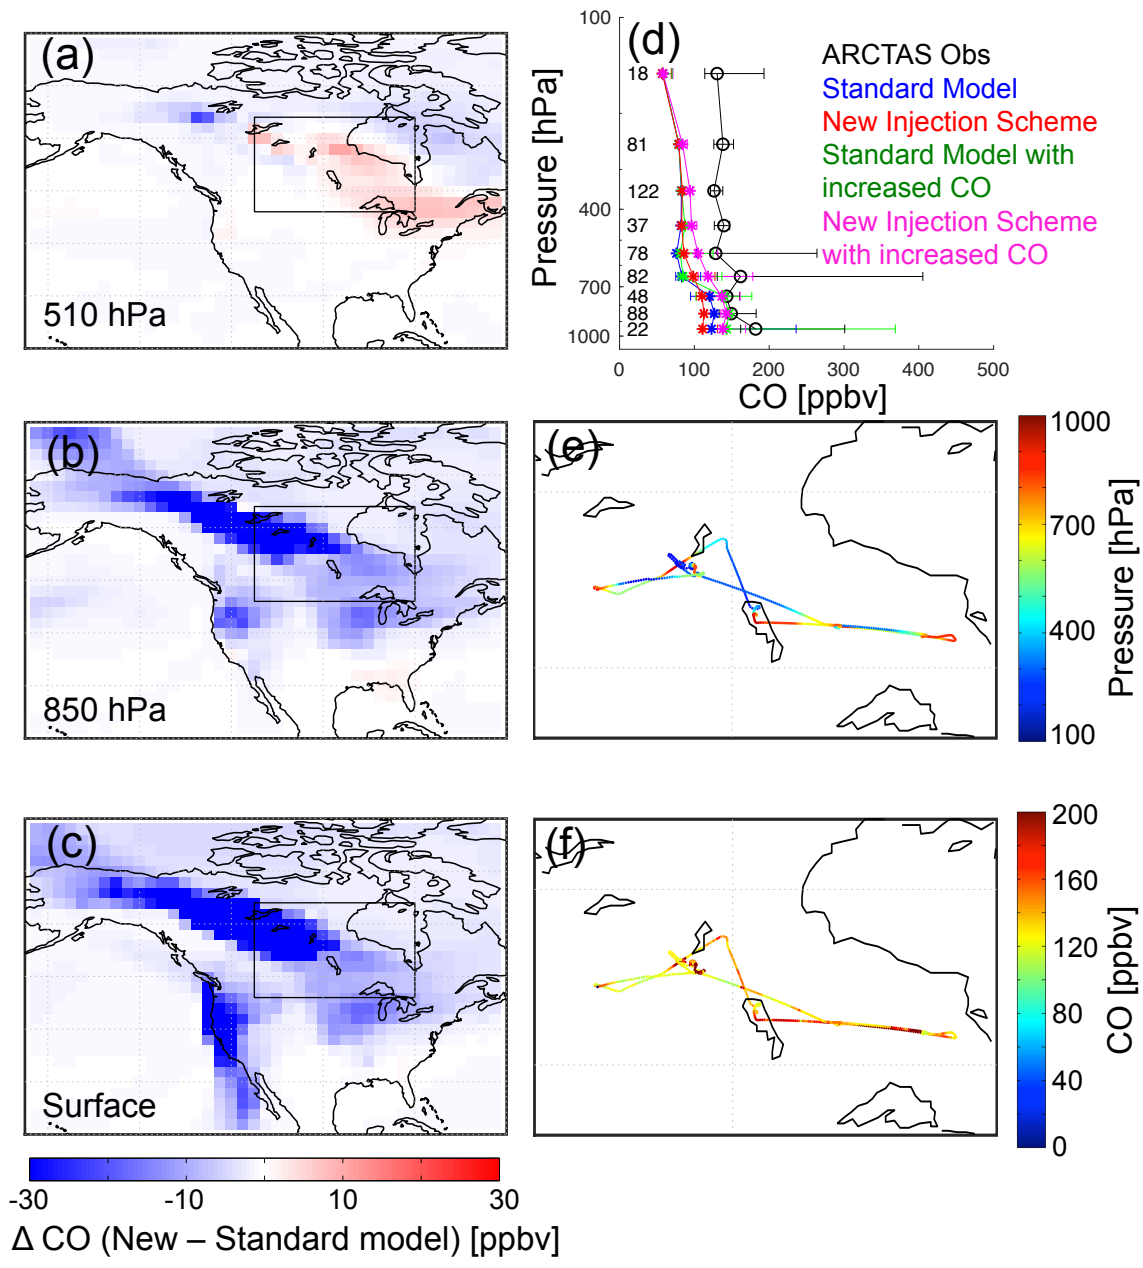 (a)
510 hPa
(b)
850 hPa
(c)
Surface
-30
-10
10
30
Δ CO (New – Standard model) [ppbv]
(d)
Pressure [hPa]
100
400
700
1000
18
81
122
37
78
82
48
88
22
0
100
200
300
400
500
CO [ppbv]
ARCTAS Obs
Standard Model
New Injection Scheme
Standard Model with
increased CO
New Injection Scheme
with increased CO
(e)
1000
700
400
100
Pressure [hPa]
(f)
200
160
120
80
40
0
CO [ppbv]